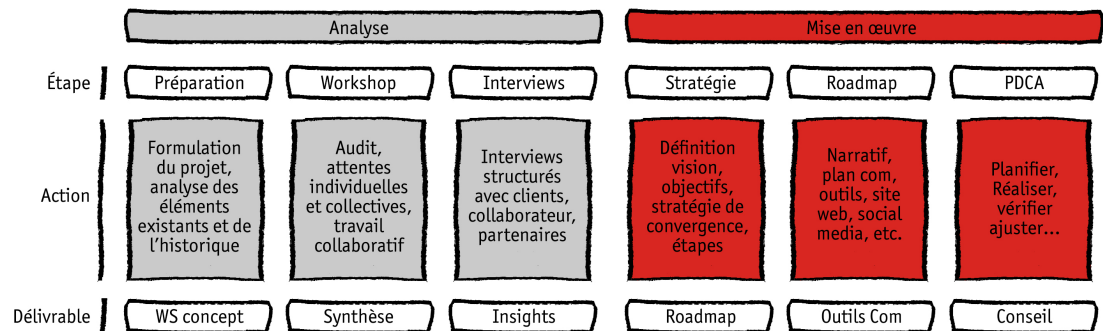 Analyse
Mise en œuvre
Étape
Préparation
Workshop
Interviews
Stratégie
Roadmap
PDCA
Action
Formulation
du projet,
analyse des
éléments
existants et de
l'historique
Audit,
attentes
individuelles
et collectives,
travail
collaboratif
Interviews
structurés
avec clients,
collaborateur,
partenaires
Définition
vision,
objectifs,
stratégie de
convergence,
étapes
Narratif,
plan com,
outils, site
web, social
media, etc.
Planifier,
Réaliser,
vérifier
ajuster...
Délivrable
WS concept
Synthèse
Insights
Roadmap
Outils Com
Conseil